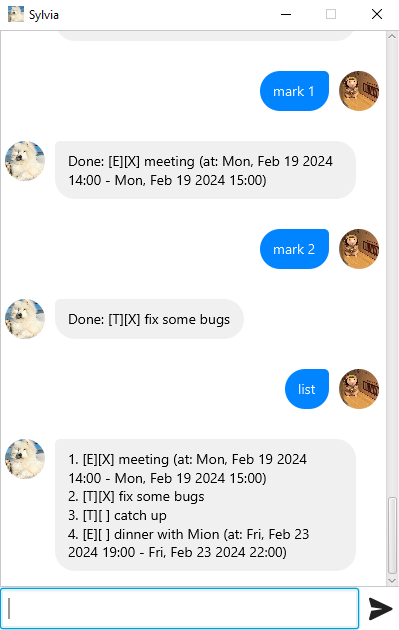 Sylvia
mark 1
Done: [E][X] meeting (at: Mon, Feb 19 2024
14:00 - Mon, Feb 19 2024 15:00)
mark 2
Done: [T][X] fix some bugs
list
1. [E][X] meeting (at: Mon, Feb 19 2024
14:00 - Mon, Feb 19 2024 15:00)
2. [T][X] fix some bugs
3. [T][ ] catch up
4. [E][ ] dinner with Mion (at: Fri, Feb 23
2024 19:00 - Fri, Feb 23 2024 22:00)